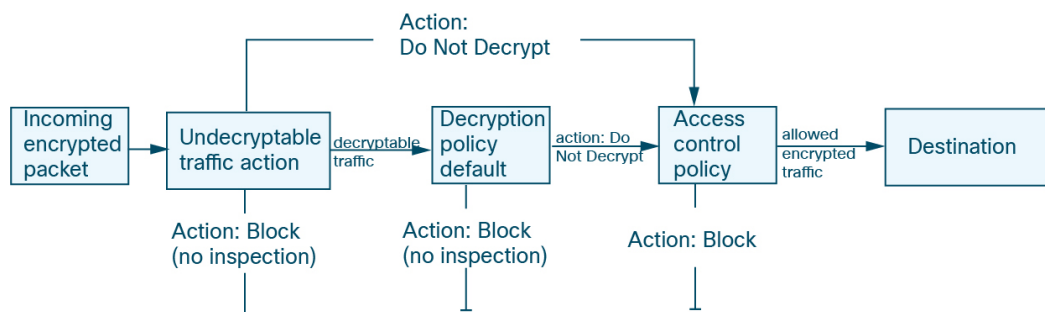 Action:
Do Not Decrypt
Incoming
encrypted
packet
Undecryptable
traffic action
decryptable
traffic
Decryption
policy
default
action: Do
Not Decrypt
Access
control
policy
allowed
encrypted
traffic
Destination
Action: Block
(no inspection)
Action: Block
(no inspection)
Action: Block